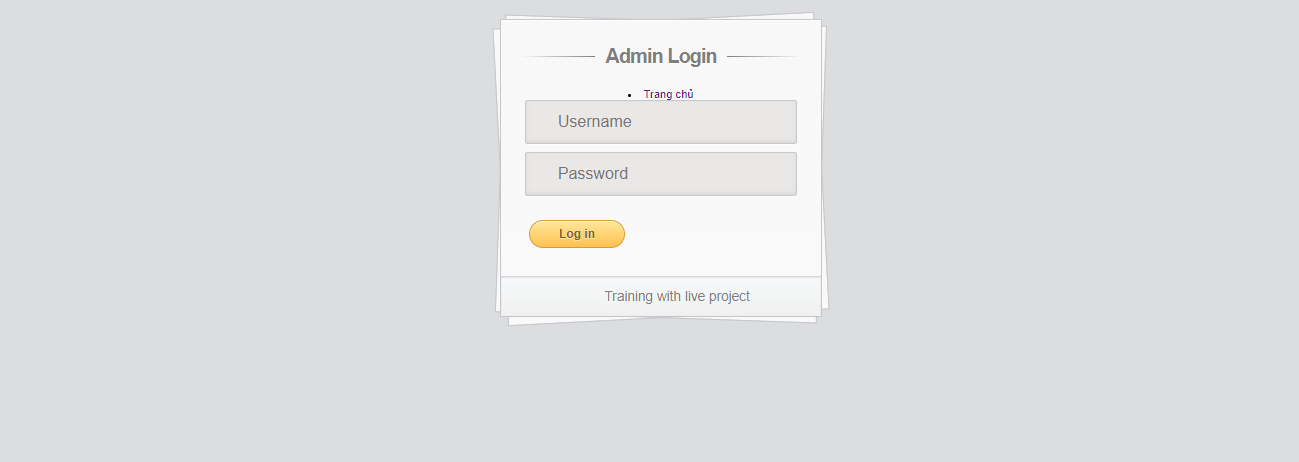 Admin Login
Trang chủ
Username
Password
Log in
Training with live project